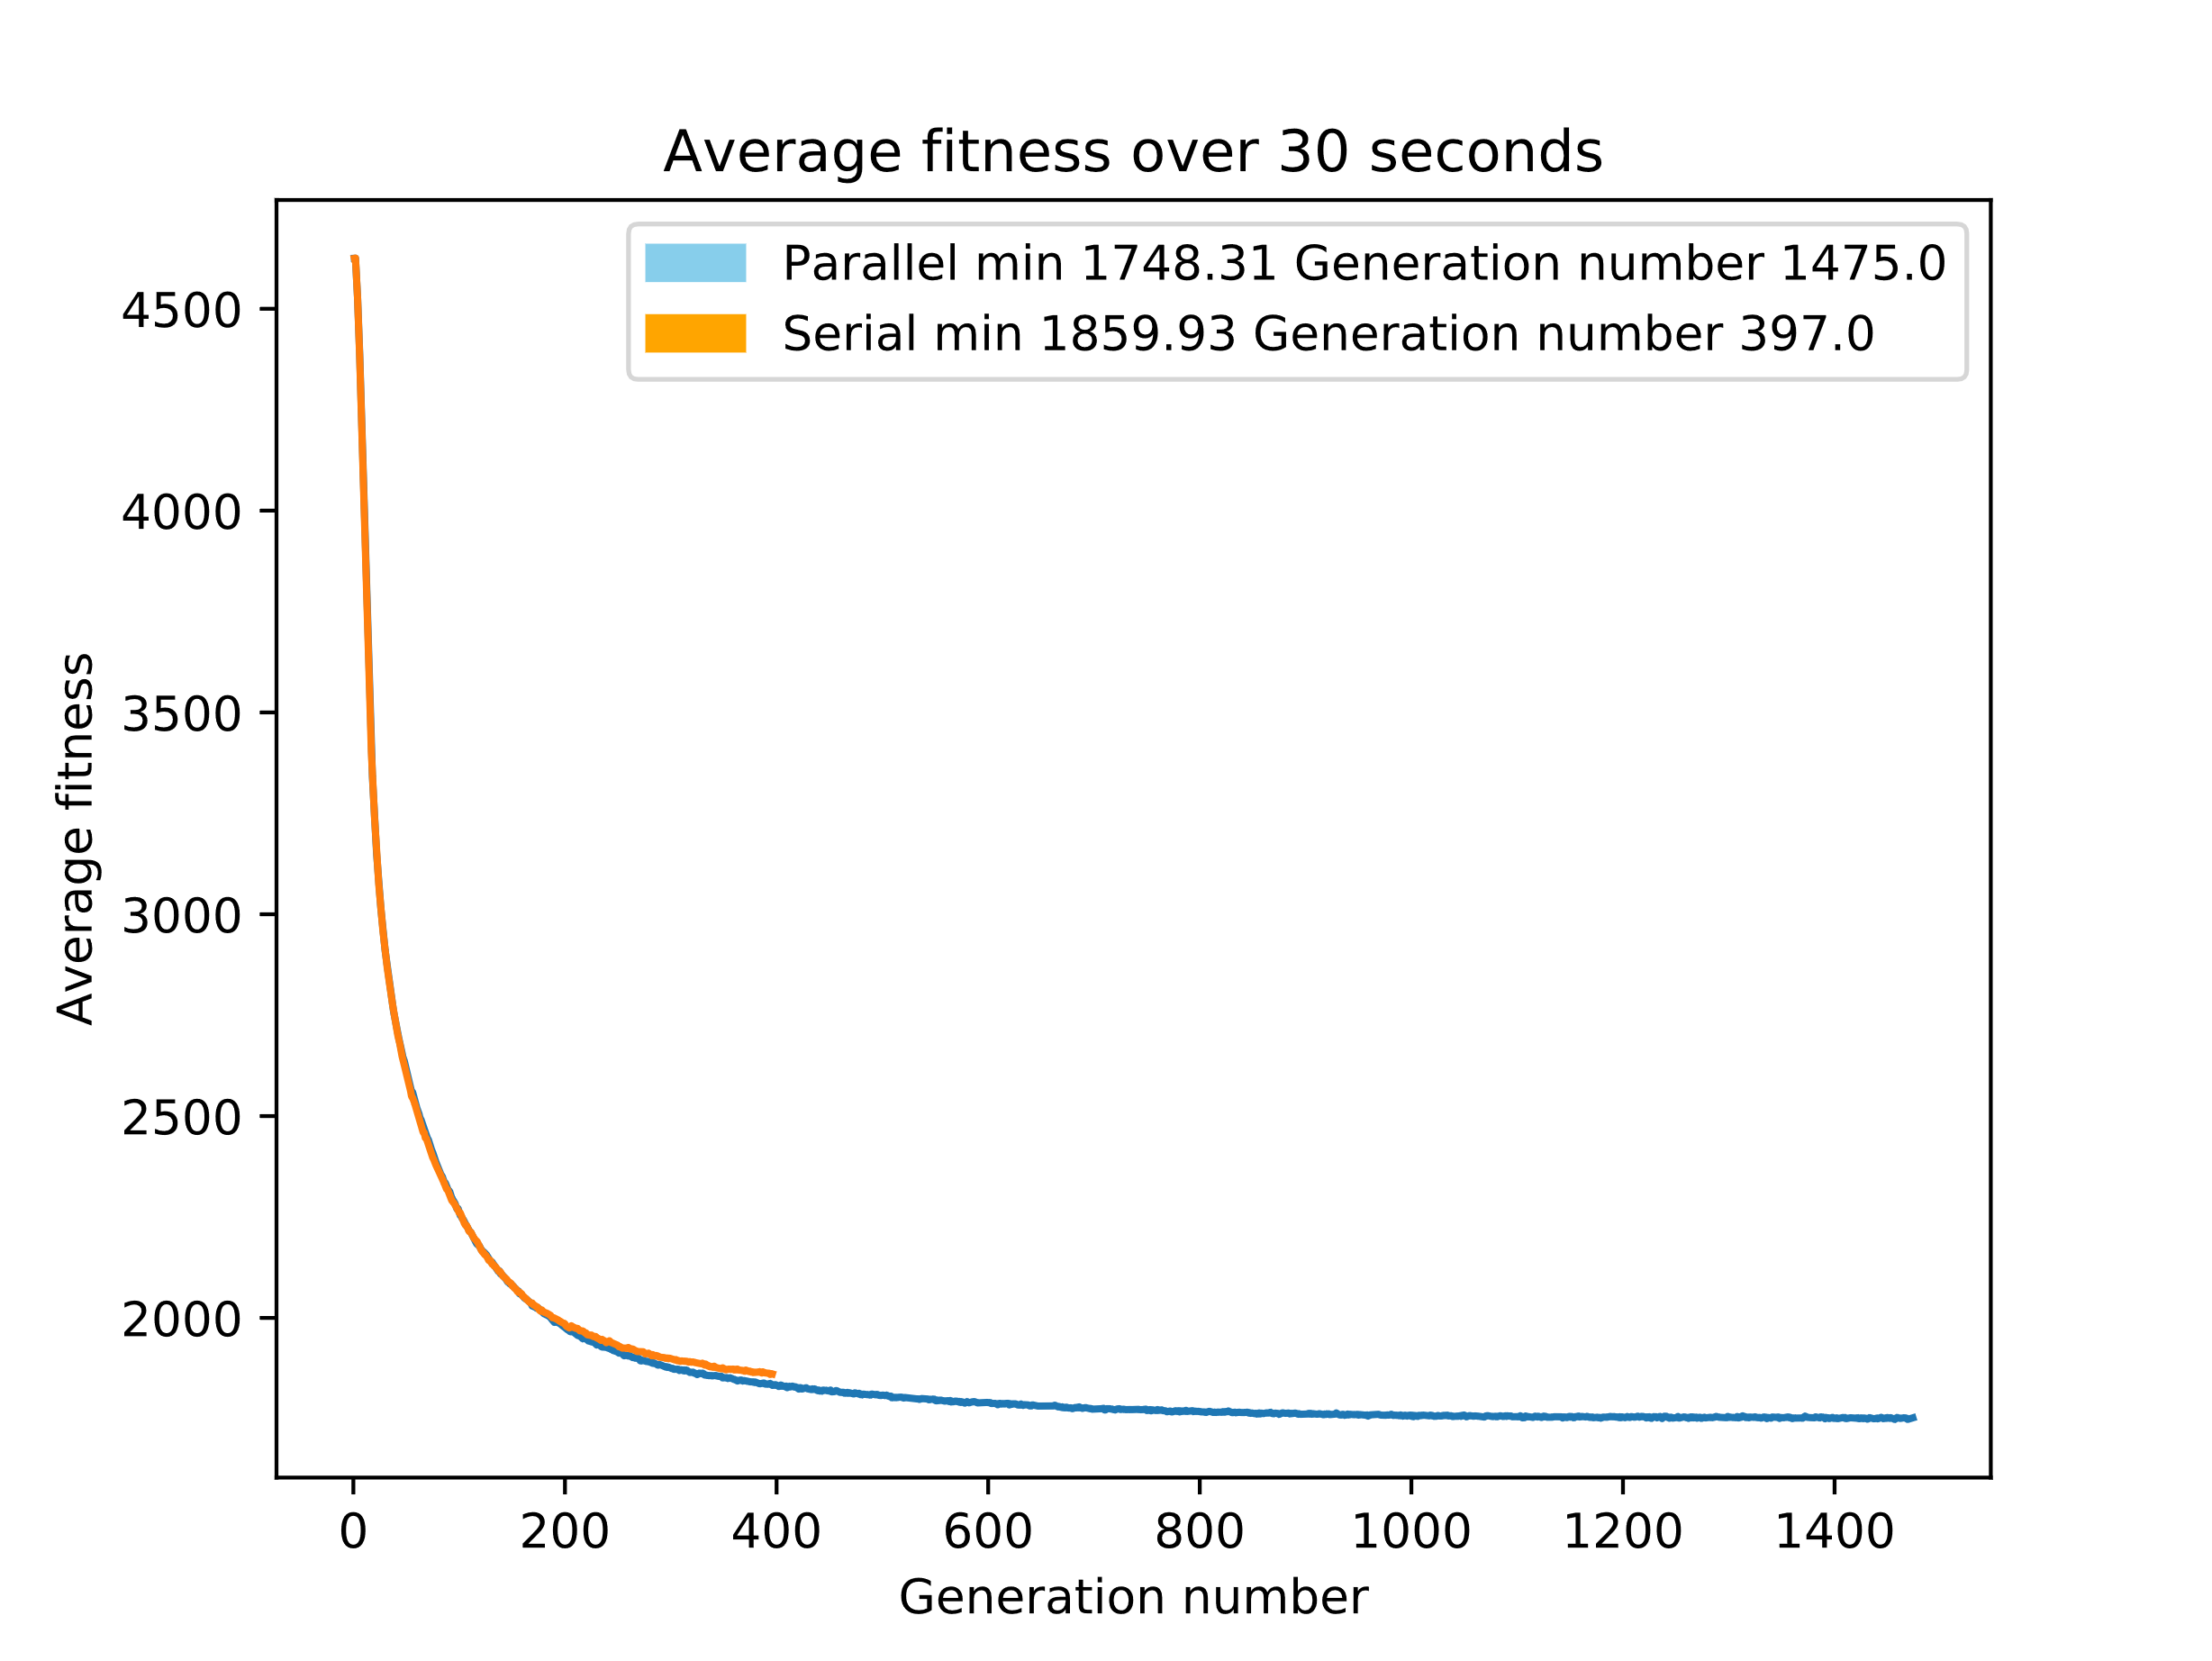 Average fitness over 30 seconds
Parallel min 1748.31 Generation number 1475.0
Serial min 1859.93 Generation number 397.0
Average fitness
4500
4000
3500
3000
2500
2000
0 200 400 600 800 1000 1200 1400
Generation number